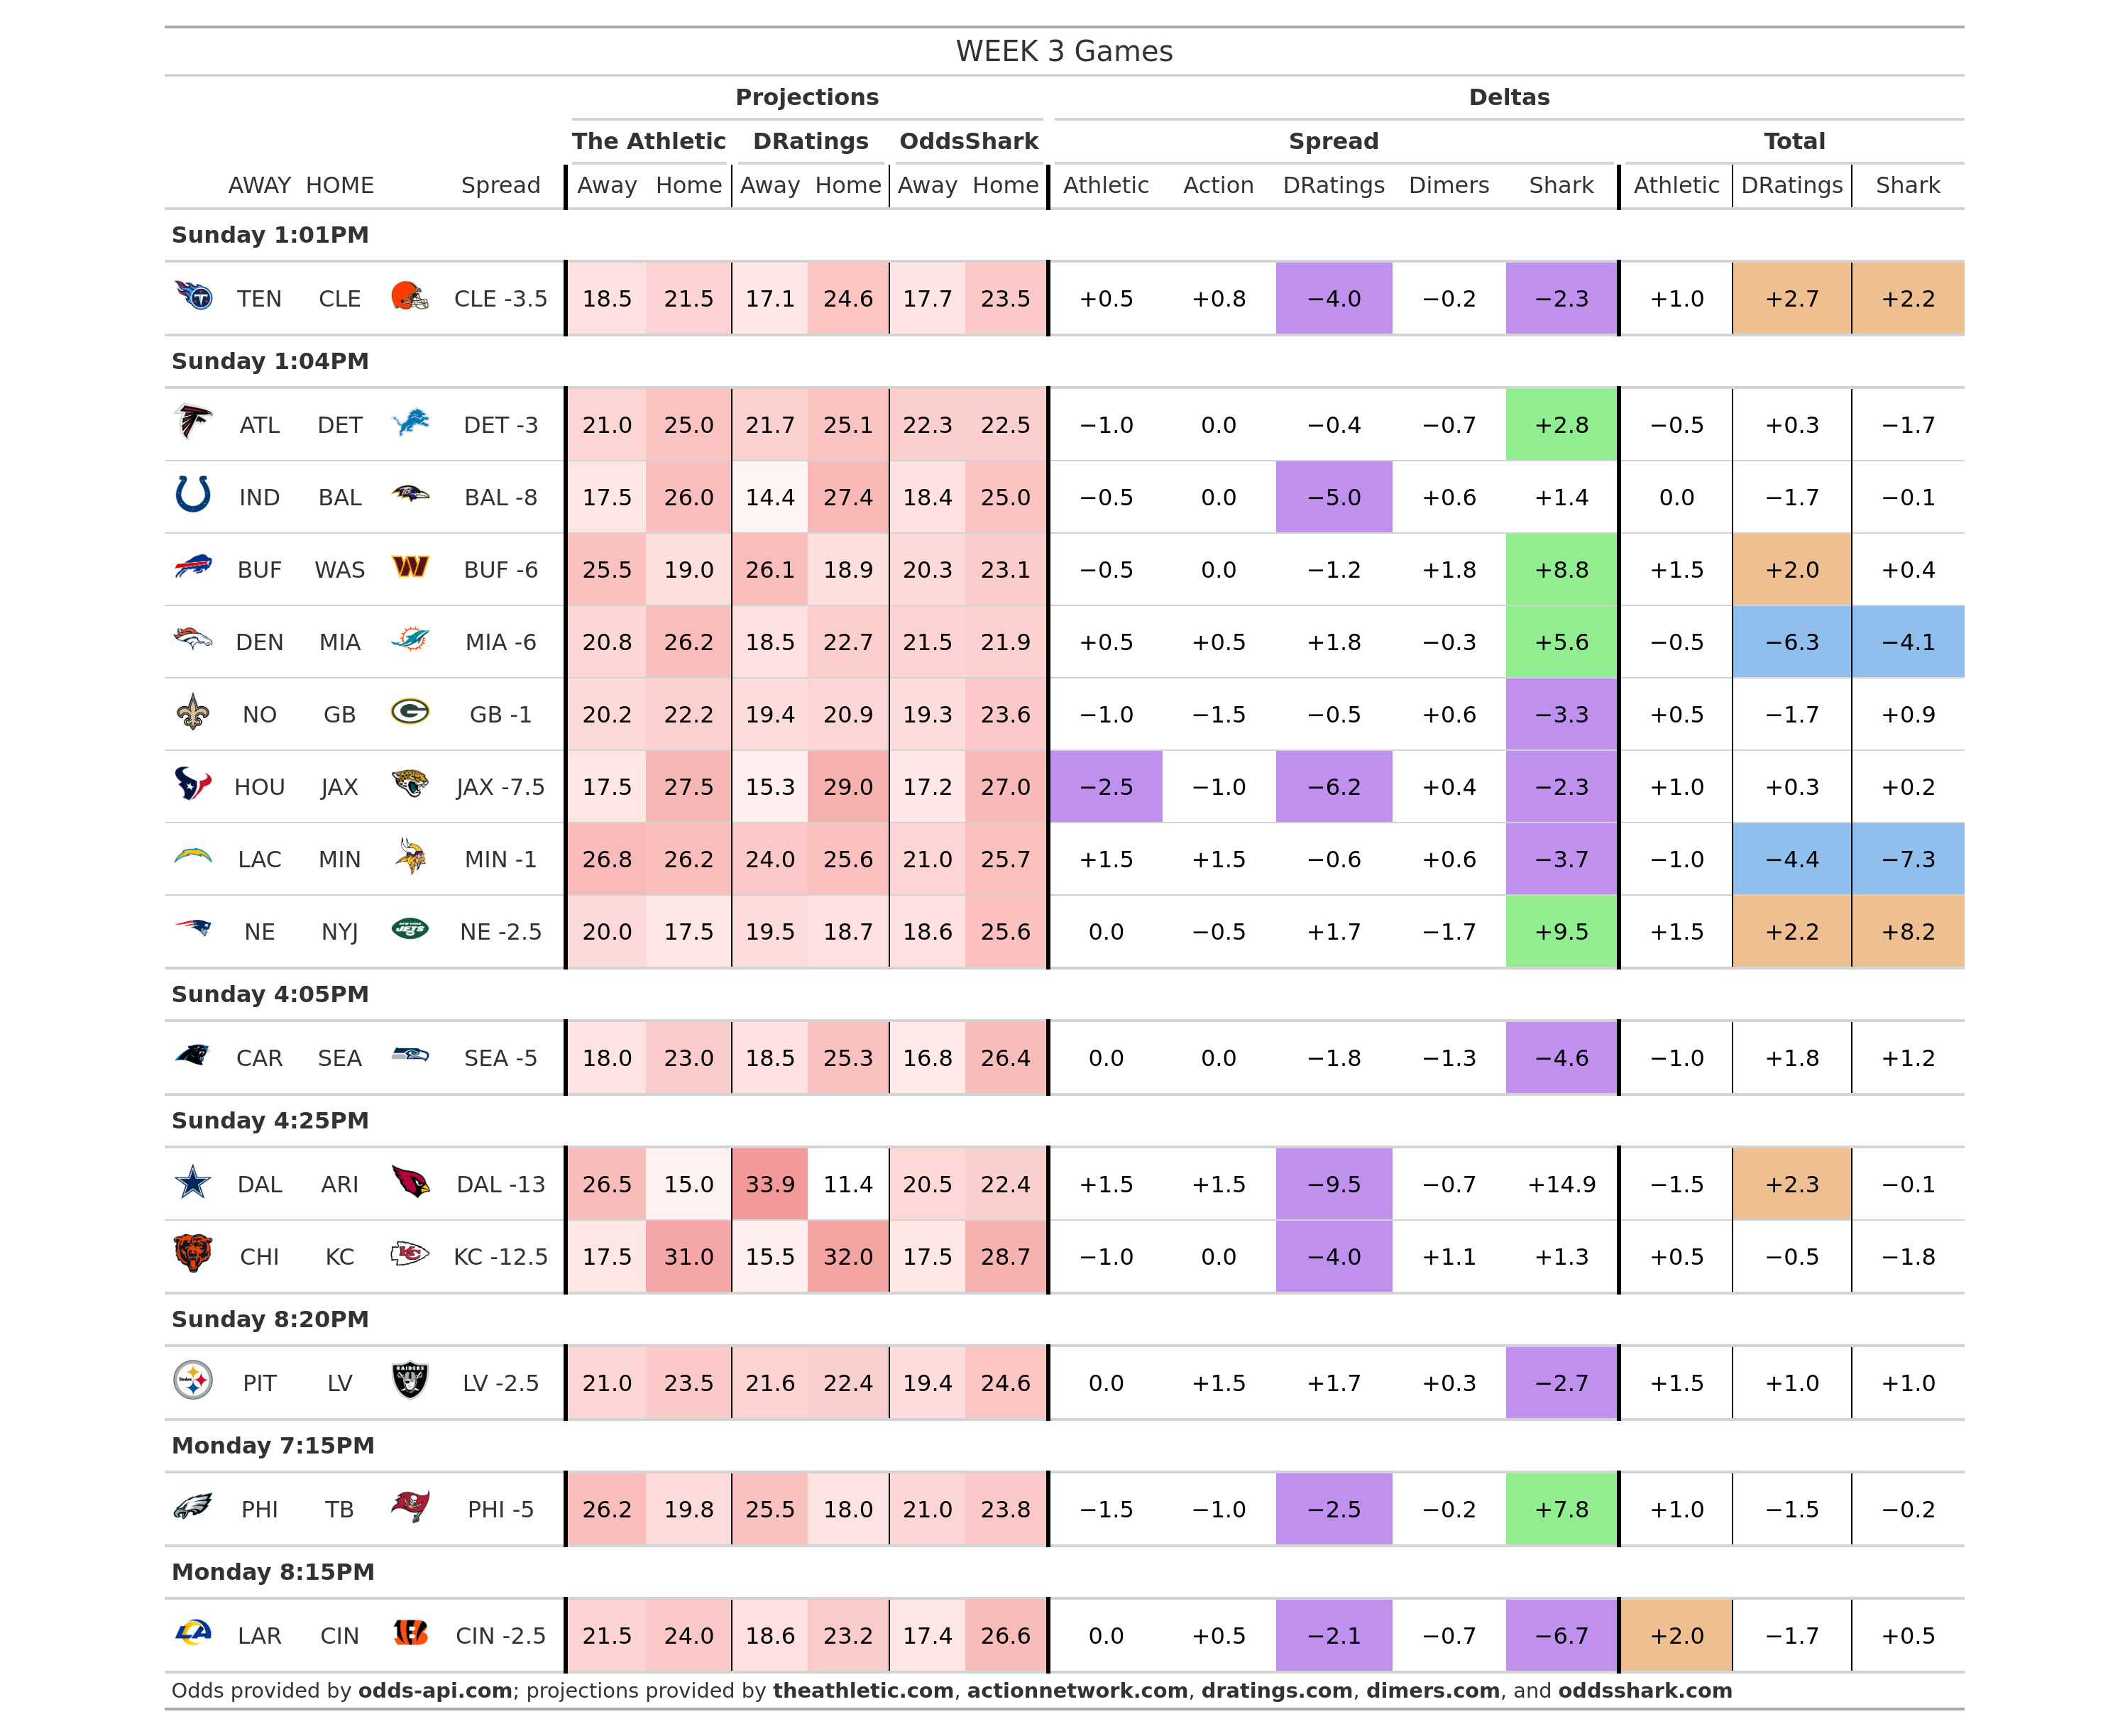 WEEK 3 Games
Projections Deltas
The Athletic DRatings OddsShark Spread Total
AWAY HOME Spread Away Home Away Home Away Home Athletic Action DRatings Dimers Shark Athletic DRatings Shark
Sunday 1:01PM
TEN CLE CLE -3.5 18.5 21.5 17.1 24.6 17.7 23.5 +0.5 +0.8 −4.0 −0.2 −2.3 +1.0 +2.7 +2.2
Sunday 1:04PM
ATL DET DET -3 21.0 25.0 21.7 25.1 22.3 22.5 −1.0 0.0 −0.4 −0.7 +2.8 −0.5 +0.3 −1.7
IND BAL BAL -8 17.5 26.0 14.4 27.4 18.4 25.0 −0.5 0.0 −5.0 +0.6 +1.4 0.0 −1.7 −0.1
BUF WAS BUF -6 25.5 19.0 26.1 18.9 20.3 23.1 −0.5 0.0 −1.2 +1.8 +8.8 +1.5 +2.0 +0.4
DEN MIA MIA -6 20.8 26.2 18.5 22.7 21.5 21.9 +0.5 +0.5 +1.8 −0.3 +5.6 −0.5 −6.3 −4.1
NO GB GB -1 20.2 22.2 19.4 20.9 19.3 23.6 −1.0 −1.5 −0.5 +0.6 −3.3 +0.5 −1.7 +0.9
HOU JAX JAX -7.5 17.5 27.5 15.3 29.0 17.2 27.0 −2.5 −1.0 −6.2 +0.4 −2.3 +1.0 +0.3 +0.2
LAC MIN MIN -1 26.8 26.2 24.0 25.6 21.0 25.7 +1.5 +1.5 −0.6 +0.6 −3.7 −1.0 −4.4 −7.3
NE NYJ NE -2.5 20.0 17.5 19.5 18.7 18.6 25.6 0.0 −0.5 +1.7 −1.7 +9.5 +1.5 +2.2 +8.2
Sunday 4:05PM
CAR SEA SEA -5 18.0 23.0 18.5 25.3 16.8 26.4 0.0 0.0 −1.8 −1.3 −4.6 −1.0 +1.8 +1.2
Sunday 4:25PM
DAL ARI DAL -13 26.5 15.0 33.9 11.4 20.5 22.4 +1.5 +1.5 −9.5 −0.7 +14.9 −1.5 +2.3 −0.1
CHI KC KC -12.5 17.5 31.0 15.5 32.0 17.5 28.7 −1.0 0.0 −4.0 +1.1 +1.3 +0.5 −0.5 −1.8
Sunday 8:20PM
PIT LV LV -2.5 21.0 23.5 21.6 22.4 19.4 24.6 0.0 +1.5 +1.7 +0.3 −2.7 +1.5 +1.0 +1.0
Monday 7:15PM
PHI TB PHI -5 26.2 19.8 25.5 18.0 21.0 23.8 −1.5 −1.0 −2.5 −0.2 +7.8 +1.0 −1.5 −0.2
Monday 8:15PM
LAR CIN CIN -2.5 21.5 24.0 18.6 23.2 17.4 26.6 0.0 +0.5 −2.1 −0.7 −6.7 +2.0 −1.7 +0.5
Odds provided by odds-api.com; projections provided by theathletic.com, actionnetwork.com, dratings.com, dimers.com, and oddsshark.com